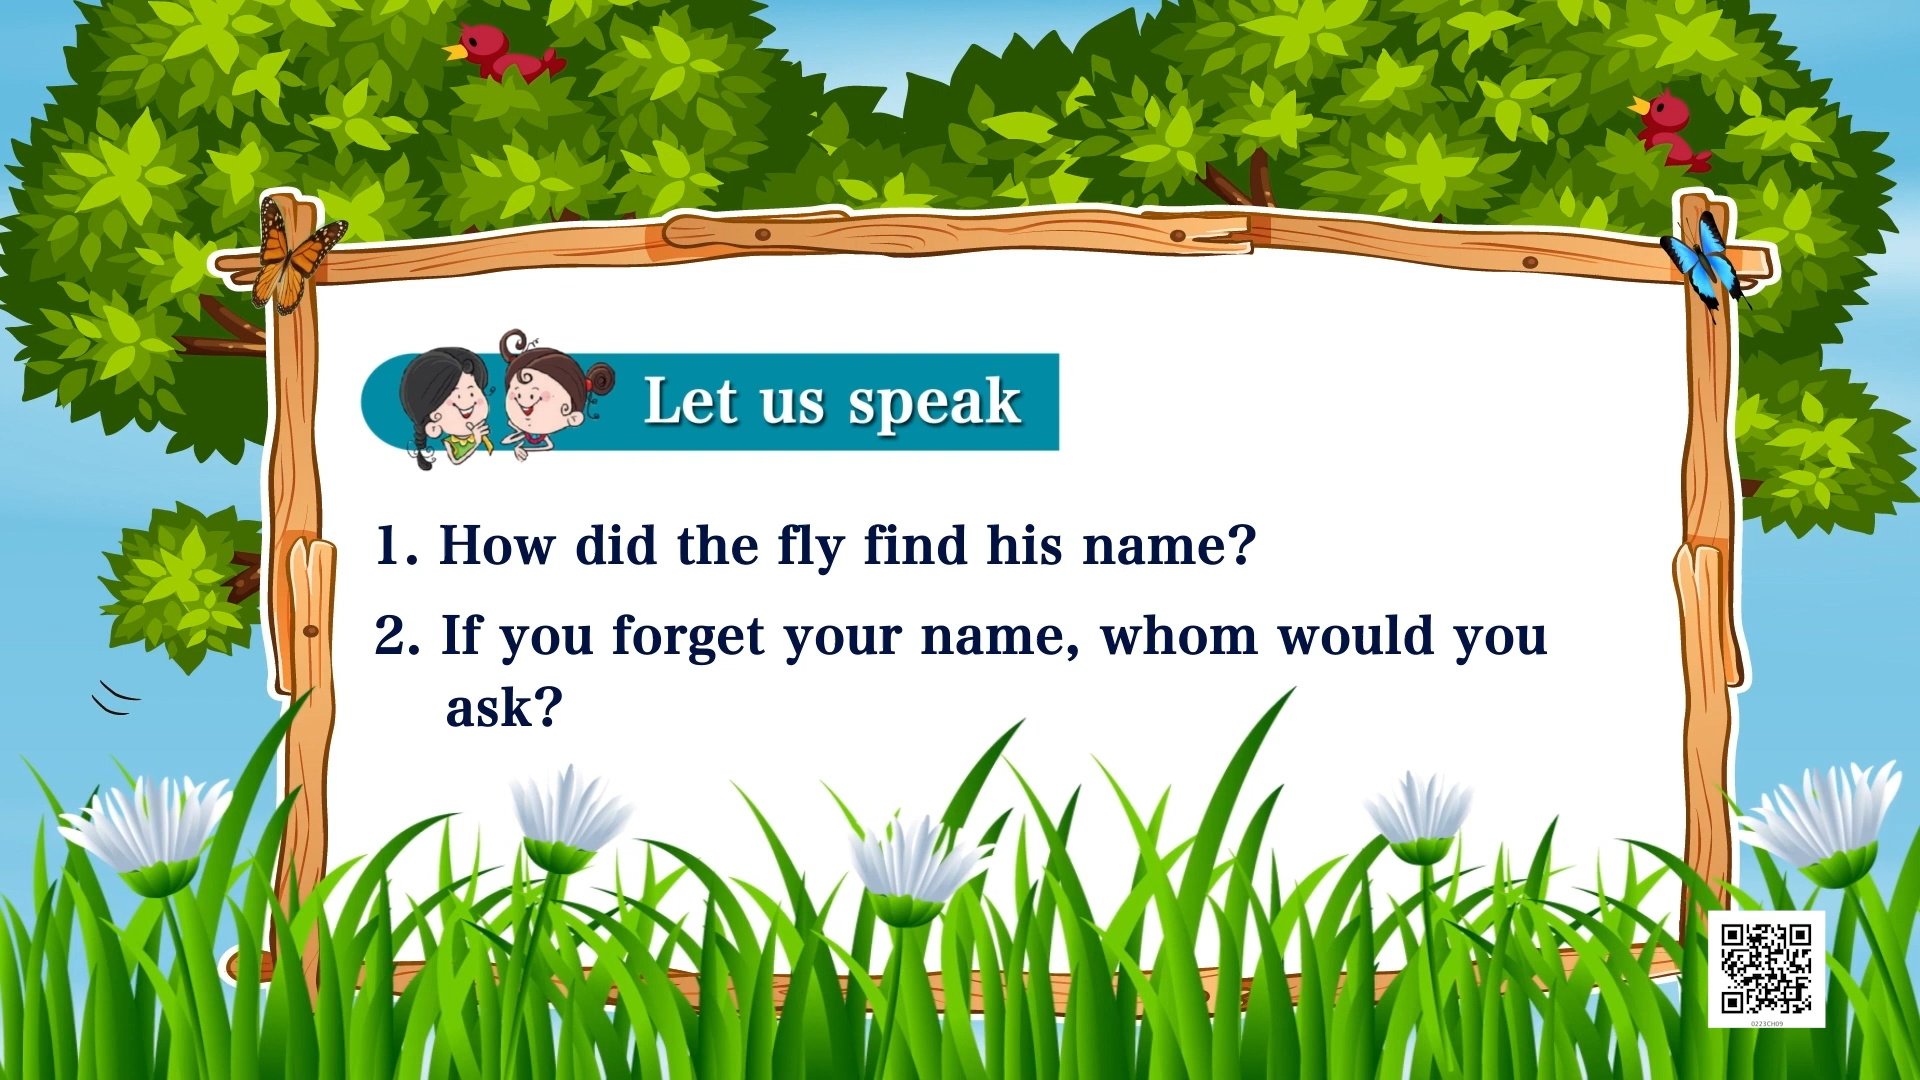 Let us speak
1. How did the fly find his name?
2. If you forget your name, whom would you
ask?
0223CH09